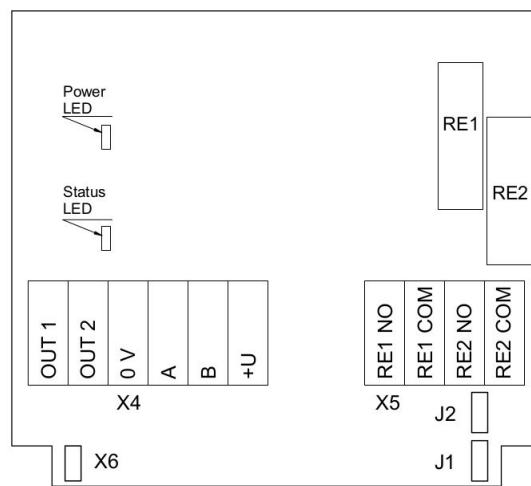 Power
LED
RE1
RE2
Status
LED
OUT 1
OUT 2
0 V
A
B
+U
RE1 NO
RE1 COM
RE2 NO
RE2 COM
X4
X5
J2
X6
J1